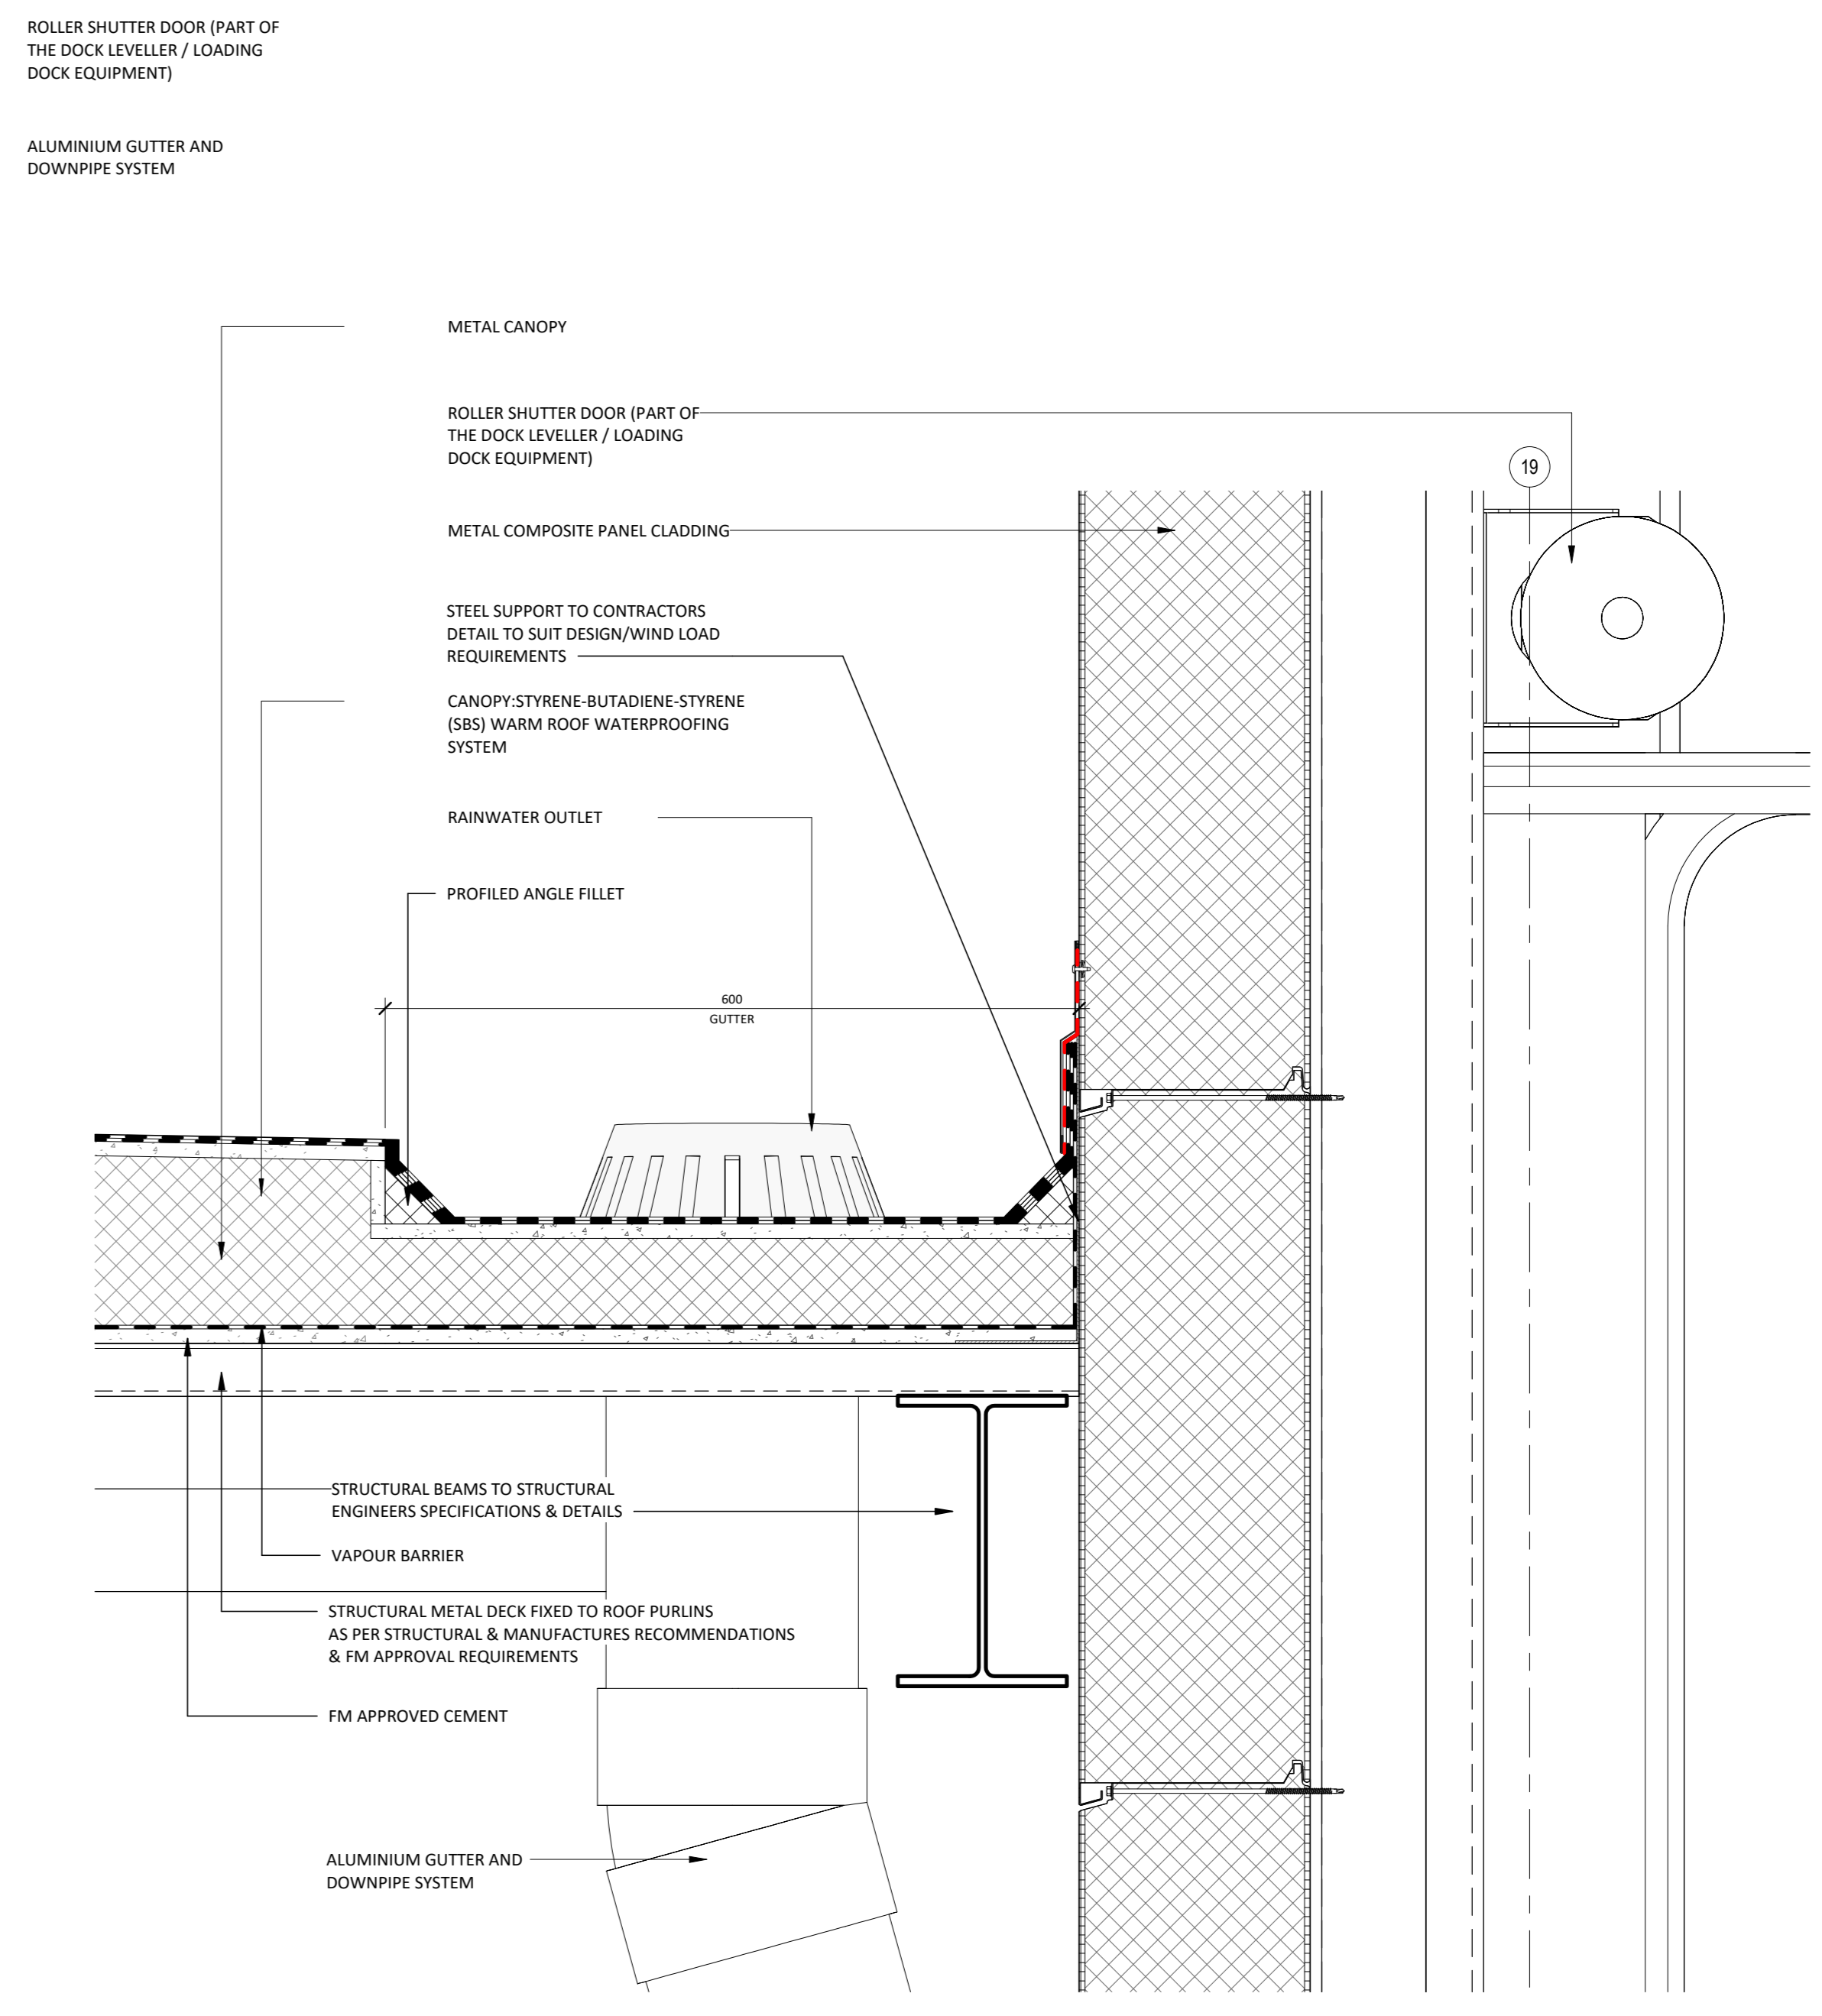 ROLLER SHUTTER DOOR (PART OF
THE DOCK LEVELLER / LOADING
DOCK EQUIPMENT)
ALUMINIUM GUTTER AND
DOWNPIPE SYSTEM
METAL CANOPY
ROLLER SHUTTER DOOR (PART OF
THE DOCK LEVELLER / LOADING
DOCK EQUIPMENT)
19
METAL COMPOSITE PANEL CLADDING
STEEL SUPPORT TO CONTRACTORS
DETAIL TO SUIT DESIGN/WIND LOAD
REQUIREMENTS
CANOPY:STYRENE-BUTADIENE-STYRENE
(SBS) WARM ROOF WATERPROOFING
SYSTEM
RAINWATER OUTLET
PROFILED ANGLE FILLET
600
GUTTER
STRUCTURAL BEAMS TO STRUCTURAL
ENGINEERS SPECIFICATIONS & DETAILS
VAPOUR BARRIER
STRUCTURAL METAL DECK FIXED TO ROOF PURLINS
AS PER STRUCTURAL & MANUFACTURES RECOMMENDATIONS
& FM APPROVAL REQUIREMENTS
FM APPROVED CEMENT
ALUMINIUM GUTTER AND
DOWNPIPE SYSTEM